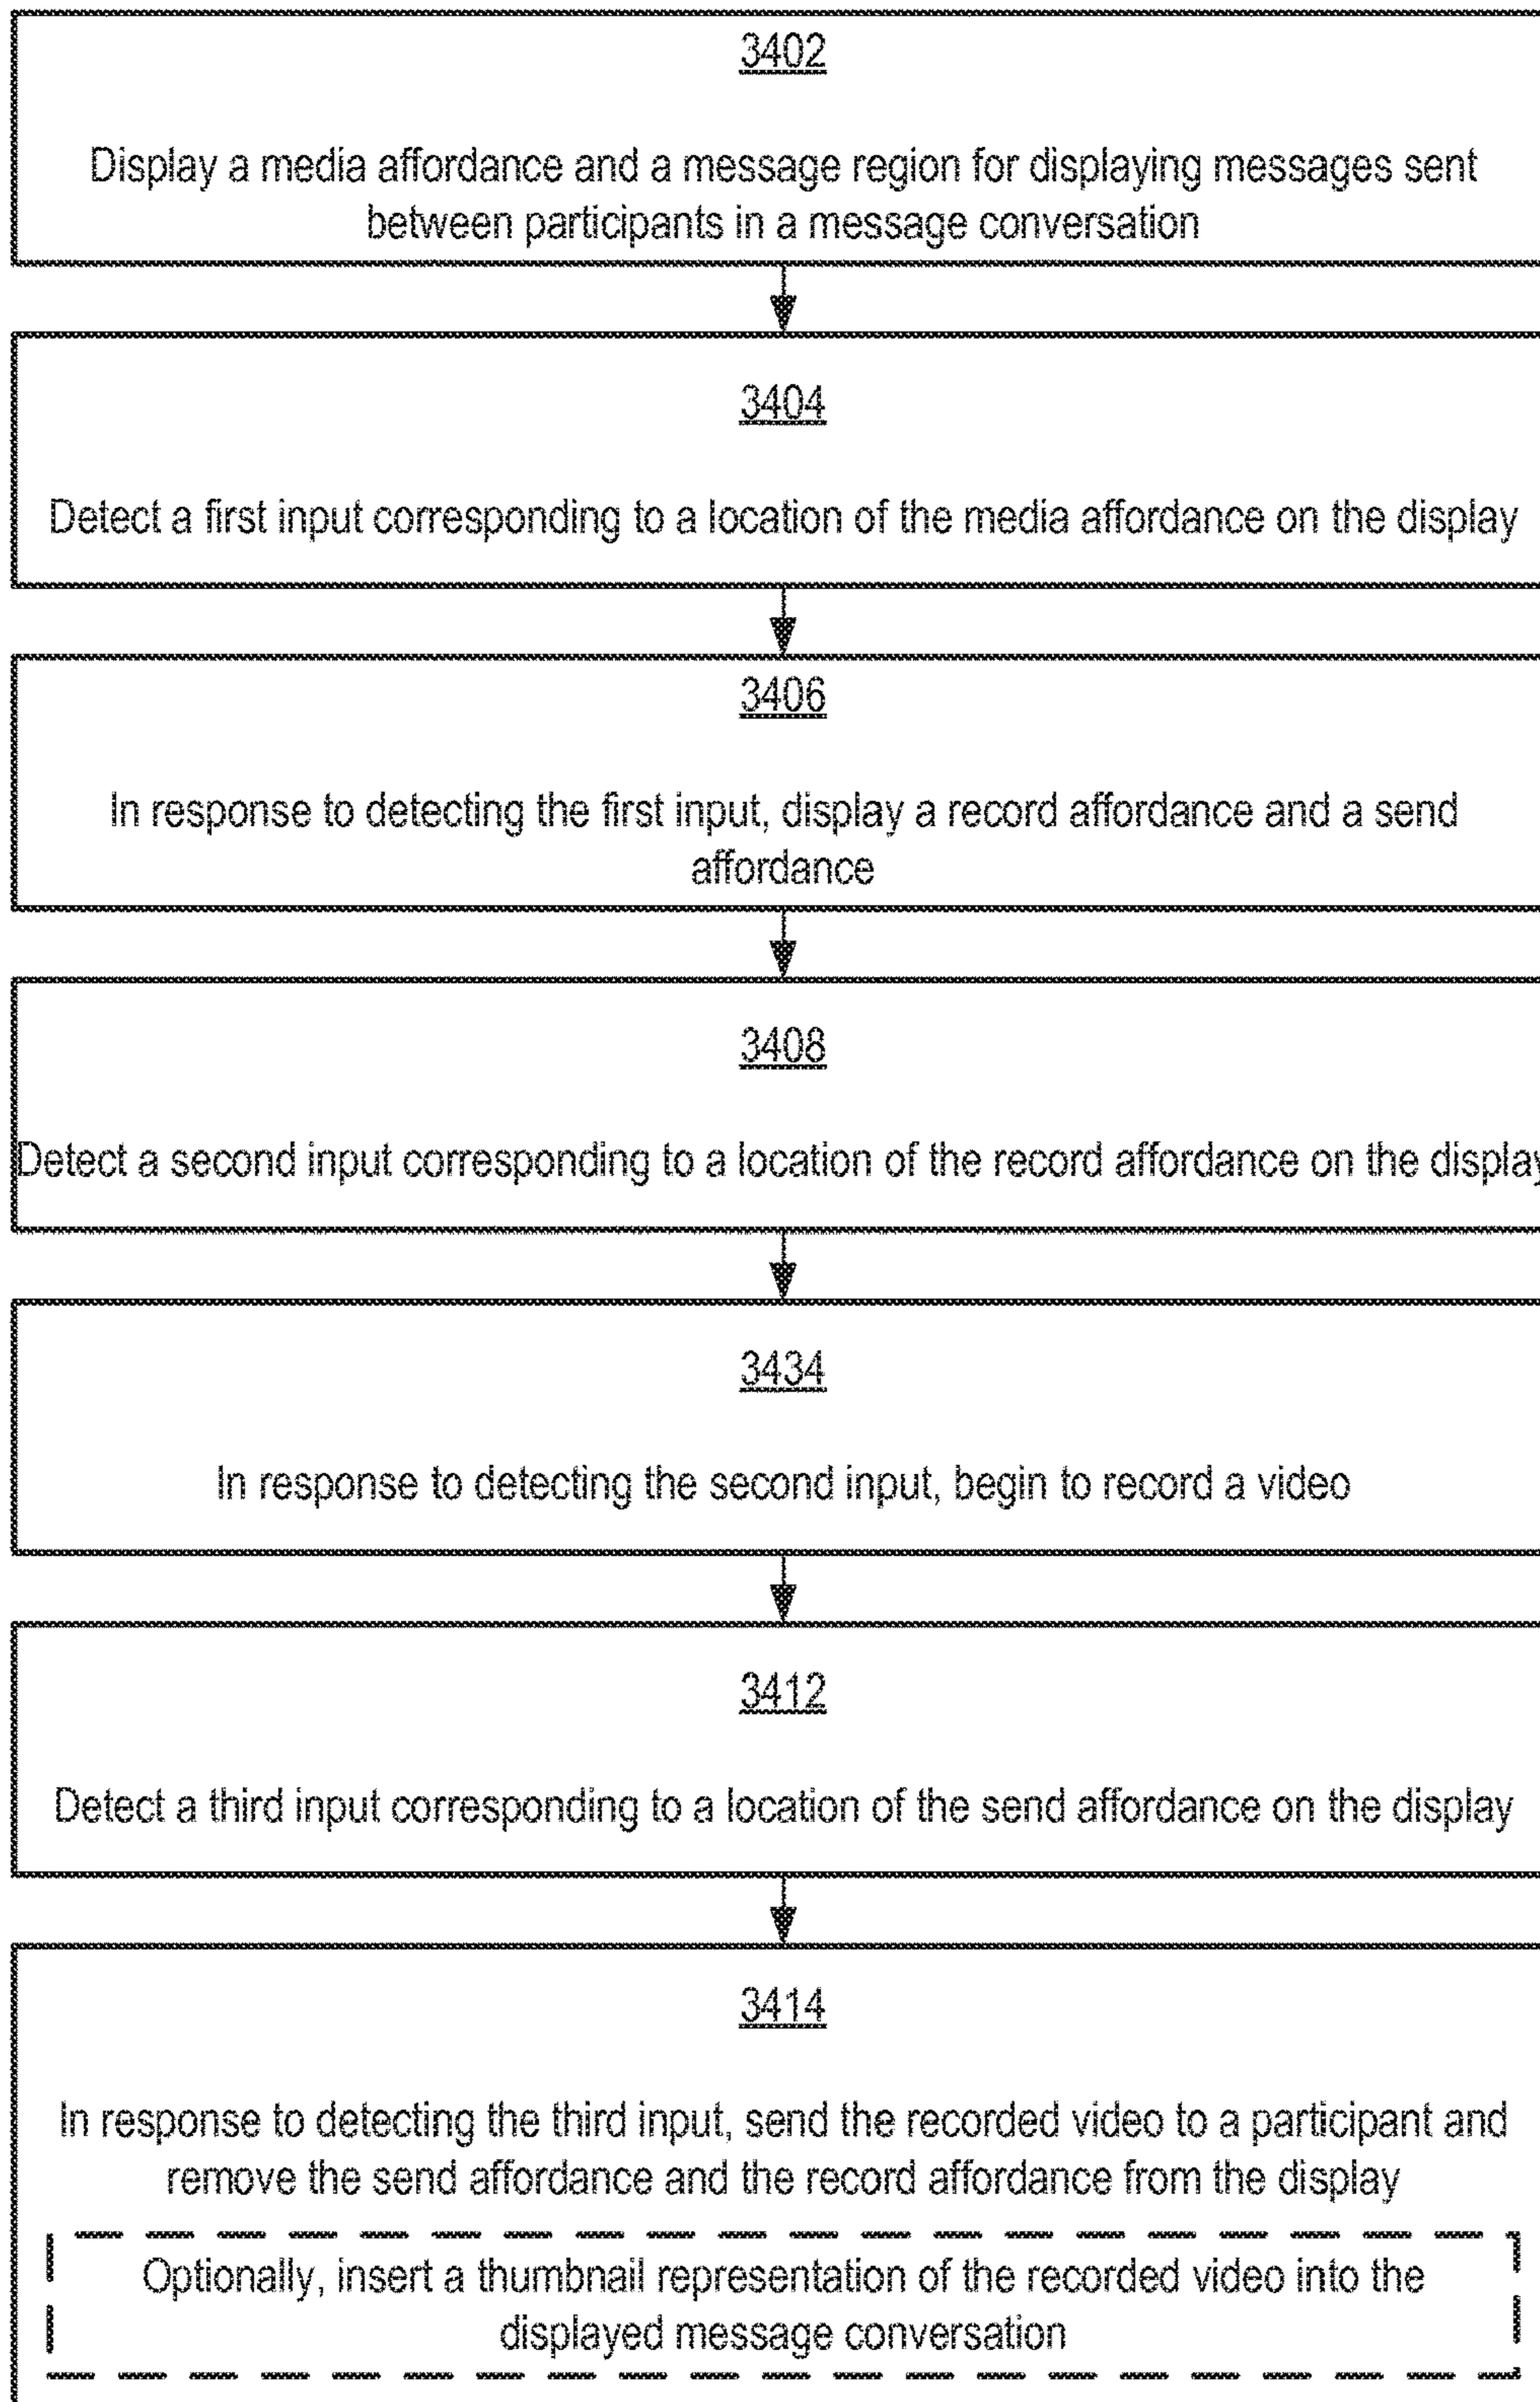 3402
Display a media affordance and a message region for displaying messages sent
between participants in a message conversation
3404
Detect a first input corresponding to a location of the media affordance on the display
3406
In response to detecting the first input, display a record affordance and a send
affordance
3408
Detect a second input corresponding to a location of the record affordance on the display
3434
In response to detecting the second input, begin to record a video
3412
Detect a third input corresponding to a location of the send affordance on the display
3414
In response to detecting the third input, send the recorded video to a participant and
remove the send affordance and the record affordance from the display
Optionally, insert a thumbnail representation of the recorded video into the
displayed message conversation